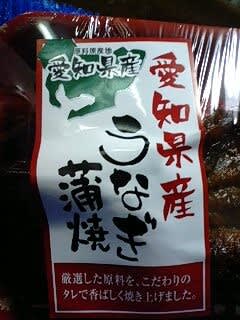 原料原産地
愛知県産
愛知県産
うなぎ
蒲焼
厳選した原料を、こだわりの
タレで香ばしく焼き上げました。